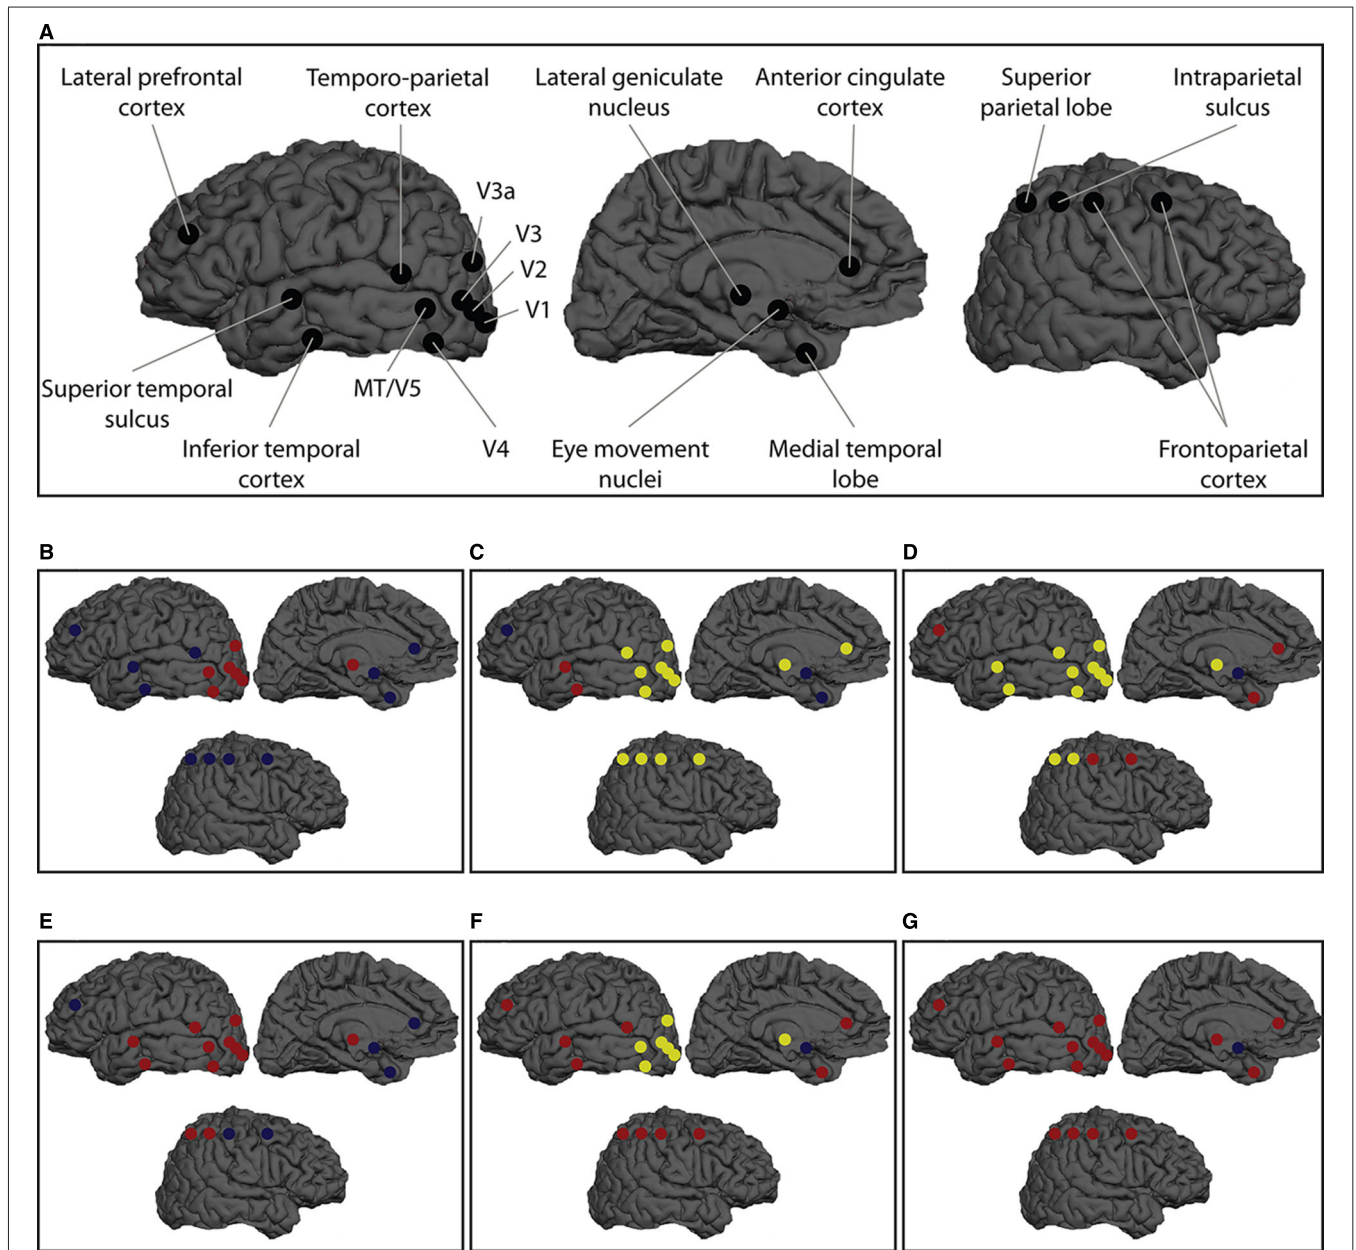 A
Lateral prefrontal
cortex
Temporo-parietal
cortex
Lateral geniculate
nucleus
Anterior cingulate
cortex
Superior
parietal lobe
Intraparietal
sulcus
V3a
V3
V2
V1
Superior temporal
sulcus
MT/V5
Inferior temporal
cortex
V4
Eye movement
nuclei
Medial temporal
lobe
Frontoparietal
cortex
B
C
D
E
F
G